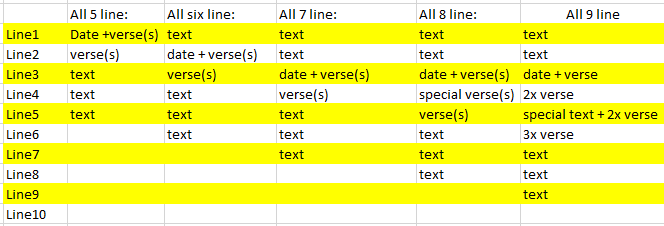 All 5 line: All six line: All 7 line: All 8 line: All 9 line
Line1 Date +verse(s) text text text text
Line2 verse(s) date + verse(s) text text text
Line3 text verse(s) date + verse(s) date + verse(s) date + verse
Line4 text text verse(s) special verse(s) 2x verse
Line5 text text text verse(s) special text + 2x verse
Line6 text text text 3x verse
Line7 text text text
Line8 text text
Line9 text
Line10